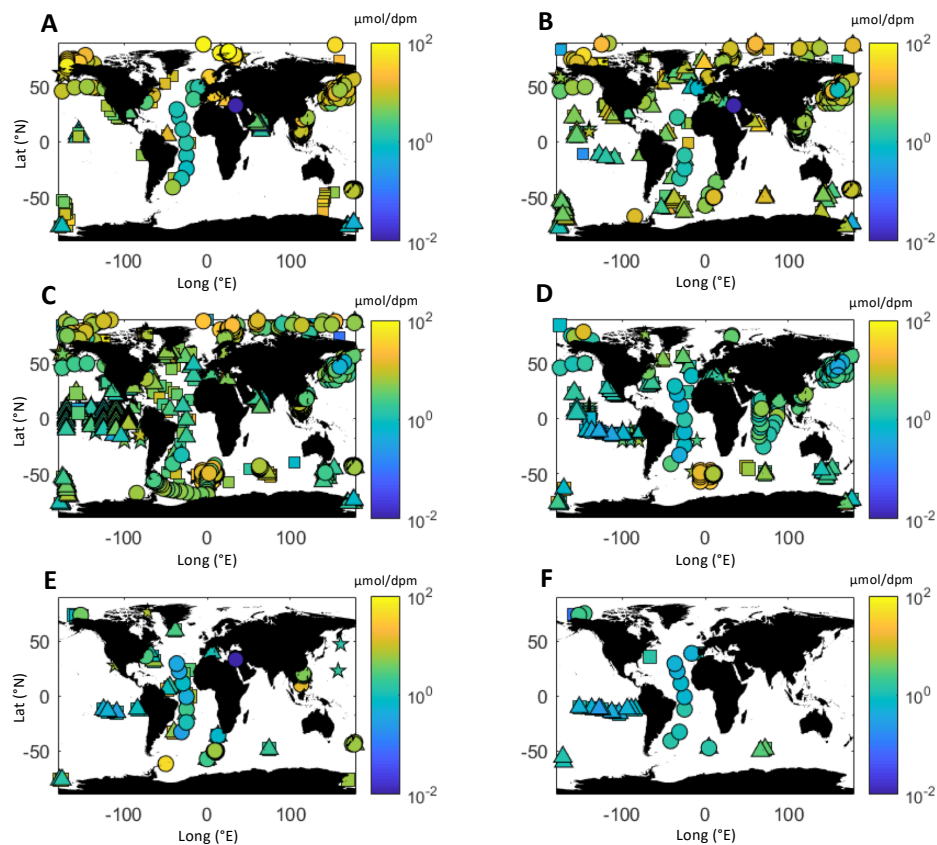 A
µmol/dpm
B
µmol/dpm
Lat (°N)
50
0
-50
-100 0 100
Long (°E)
10²
10⁰
10⁻²
Lat (°N)
50
0
-50
-100 0 100
Long (°E)
10²
10⁰
10⁻²
C
µmol/dpm
D
µmol/dpm
Lat (°N)
50
0
-50
-100 0 100
Long (°E)
10²
10⁰
10⁻²
50
0
-50
-100 0 100
Long (°E)
10²
10⁰
10⁻²
E
µmol/dpm
F
µmol/dpm
Lat (°N)
50
0
-50
-100 0 100
Long (°E)
10²
10⁰
10⁻²
50
0
-50
-100 0 100
Long (°E)
10²
10⁰
10⁻²